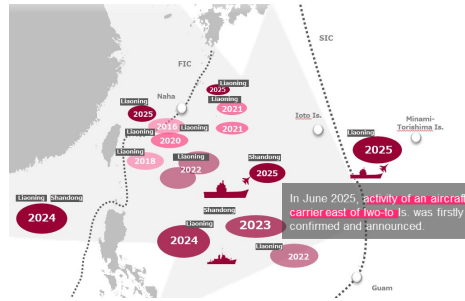 SIC
FIC
Naha
Liaoning
2025
Liaoning
2025
Liaoning
2021
2016
Liaoning
Liaoning
2020
2021
Ioto Is.
Minami-
Torishima Is.
Liaoning
2025
Liaoning
2018
Liaoning
2022
Shandong
2025
Liaoning Shandong
2024
Shandong
2023
Liaoning
2024
Liaoning
2022
In June 2025, activity of an aircraft
carrier east of Iwo-to Is. was firstly
confirmed and announced.
Guam